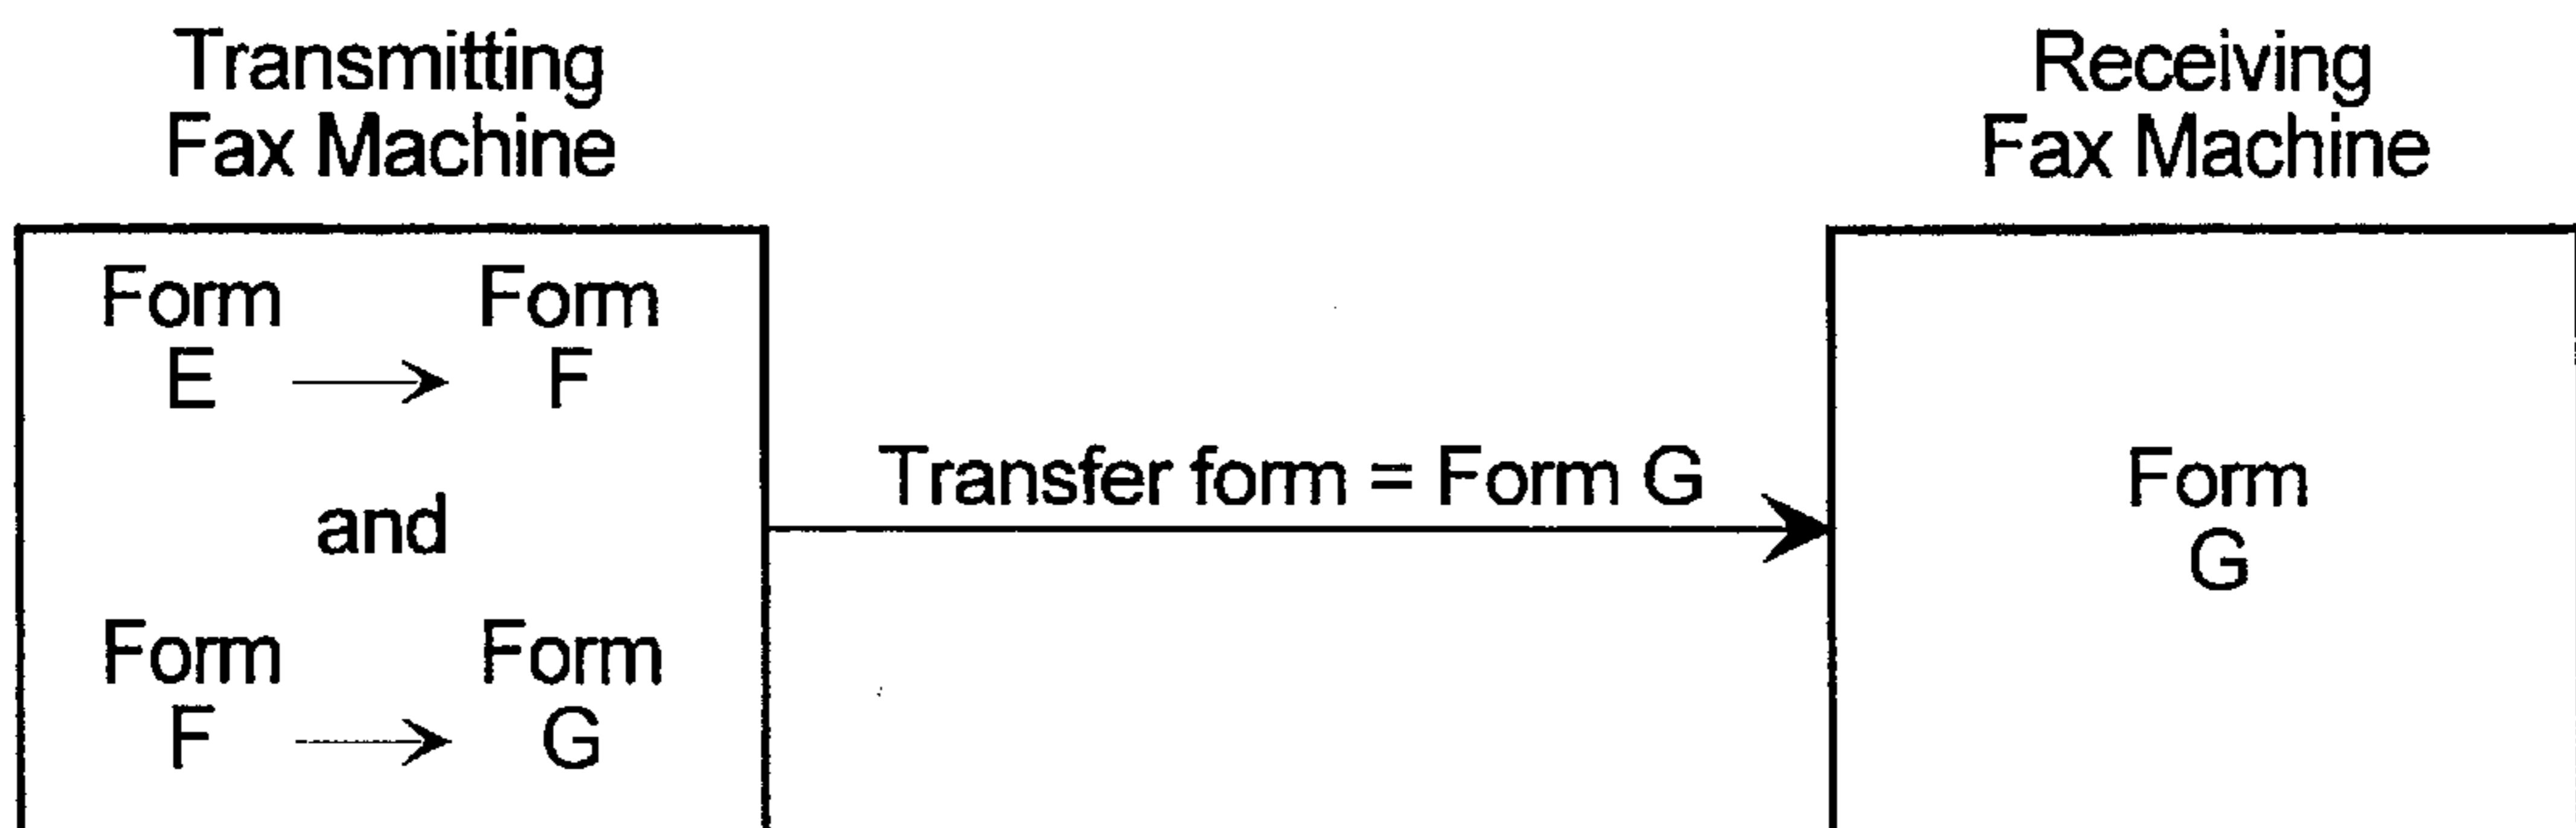 Transmitting
Fax Machine
Receiving
Fax Machine
Form Form
E F
and
Form Form
F G
Transfer form = Form G
Form
G